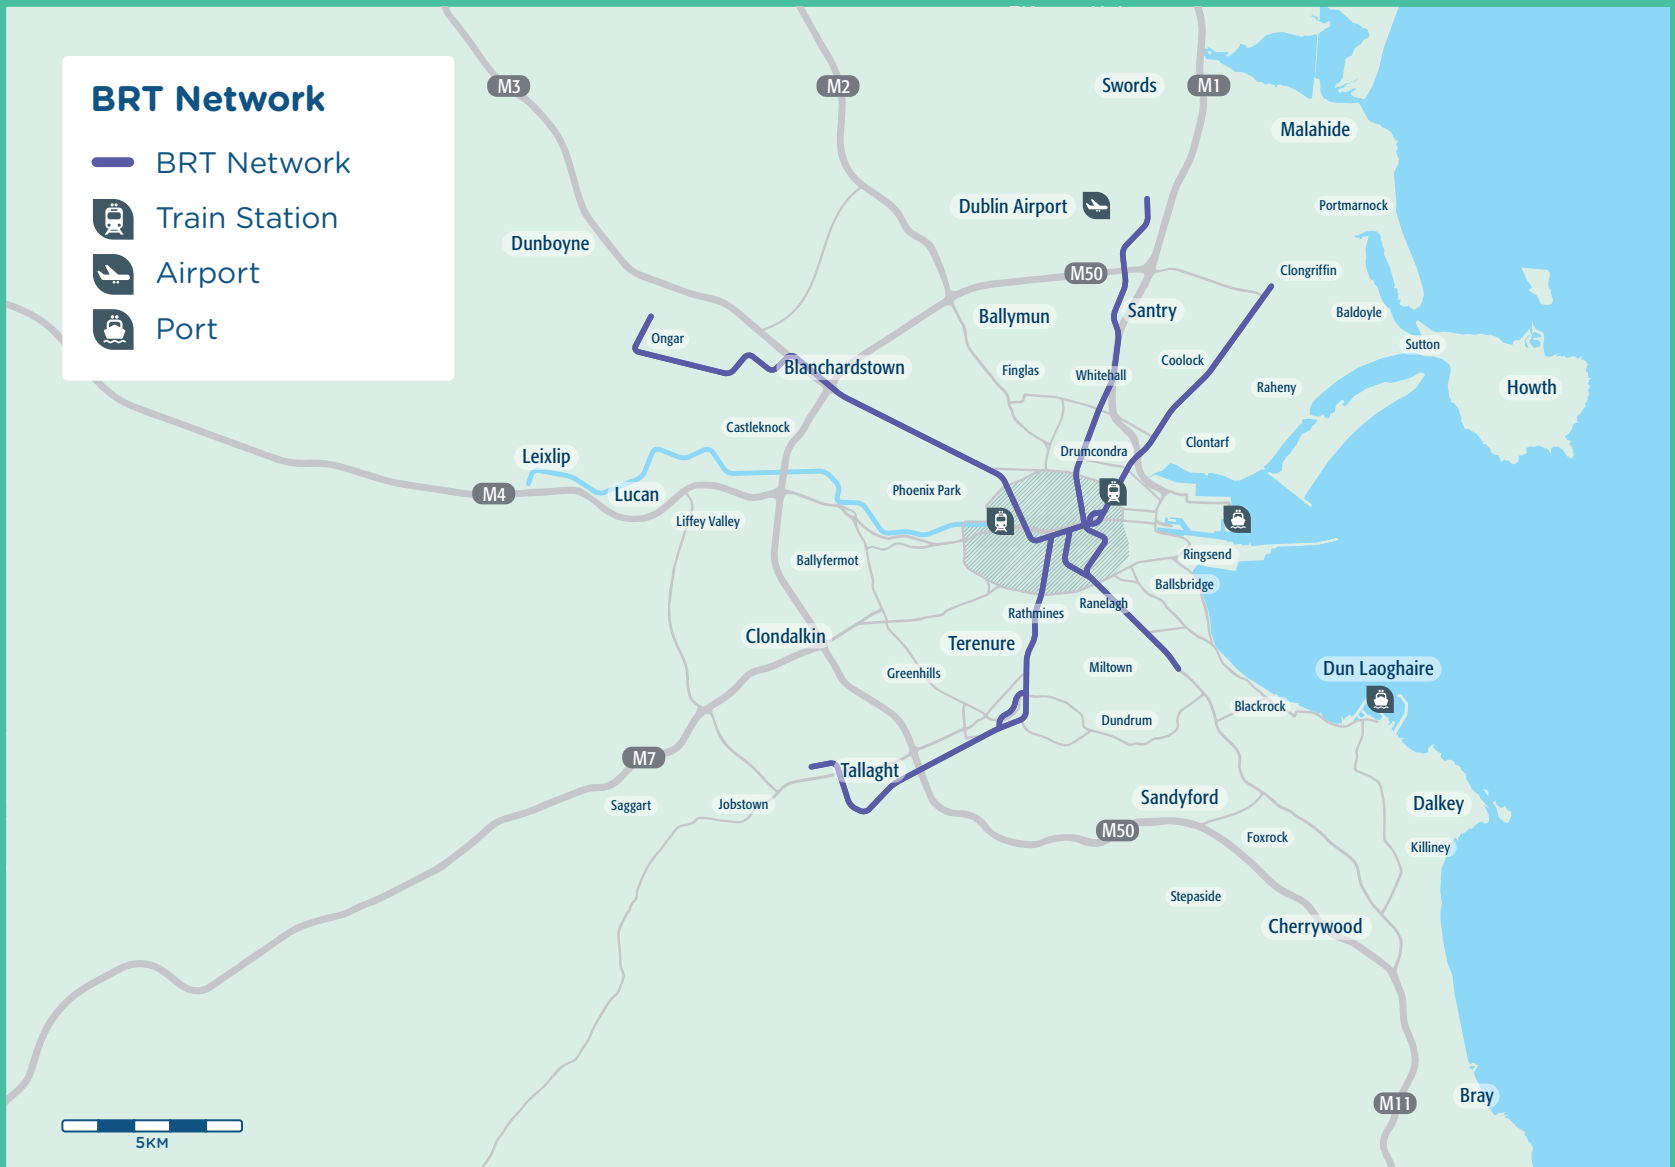 BRT Network
BRT Network
Train Station
Airport
Port
M3
M2
Swords
M1
Malahide
Dublin Airport
Portmarnock
Dunboyne
M50
Clongriffin
Ballymun
Santry
Baldoyle
Ongar
Sutton
Blanchardstown
Finglas
Whitehall
Coolock
Raheny
Howth
Castleknock
Drumcondra
Clontarf
Leixlip
M4
Lucan
Phoenix Park
Liffey Valley
Ballyfermot
Ringsend
Ballsbridge
Rathmines
Ranelagh
Clondalkin
Terenure
Greenhills
Miltown
Dun Laoghaire
Blackrock
Dundrum
M7
Tallaght
Saggart
Jobstown
Sandyford
Dalkey
M50
Foxrock
Killiney
Stepaside
Cherrywood
Bray
M11
5KM